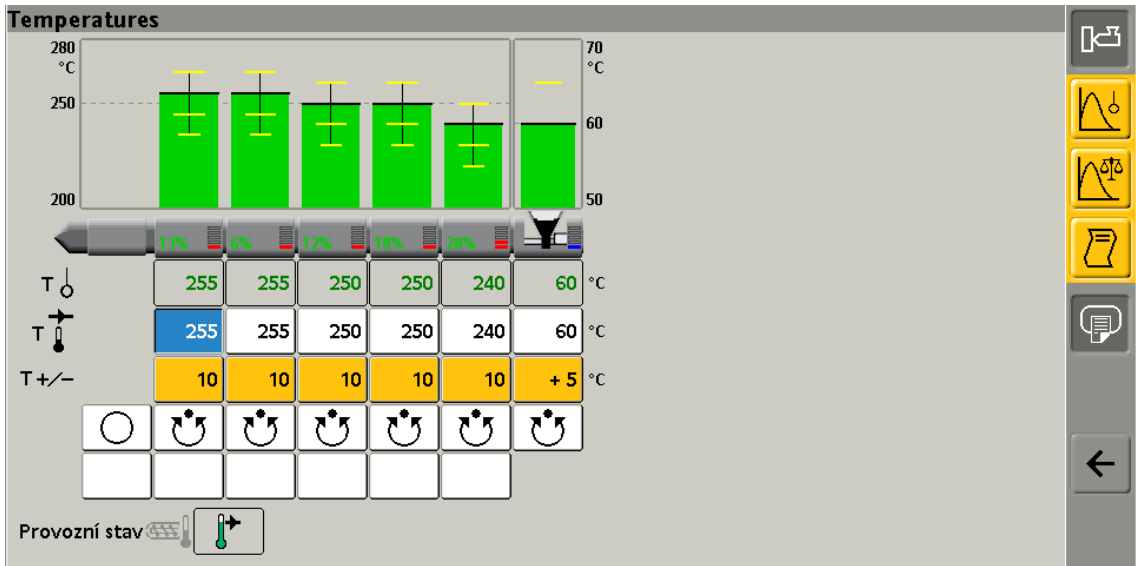 Temperatures
280 70
°C °C
250
60
200 50
13% 6% 12% 18% 28%
T 255 255 250 250 240 60 °C
T 255 255 250 250 240 60 °C
T+/− 10 10 10 10 10 + 5 °C
Provozní stav